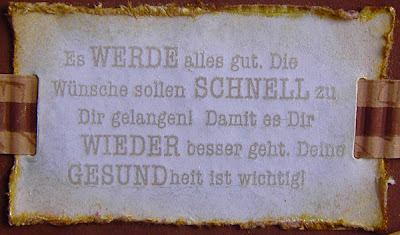 Es WERDE alles gut. Die
Wünsche sollen SCHNELL zu
Dir gelangen! Damit es Dir
WIEDER besser geht. Deine
GESUNDheit ist wichtig!